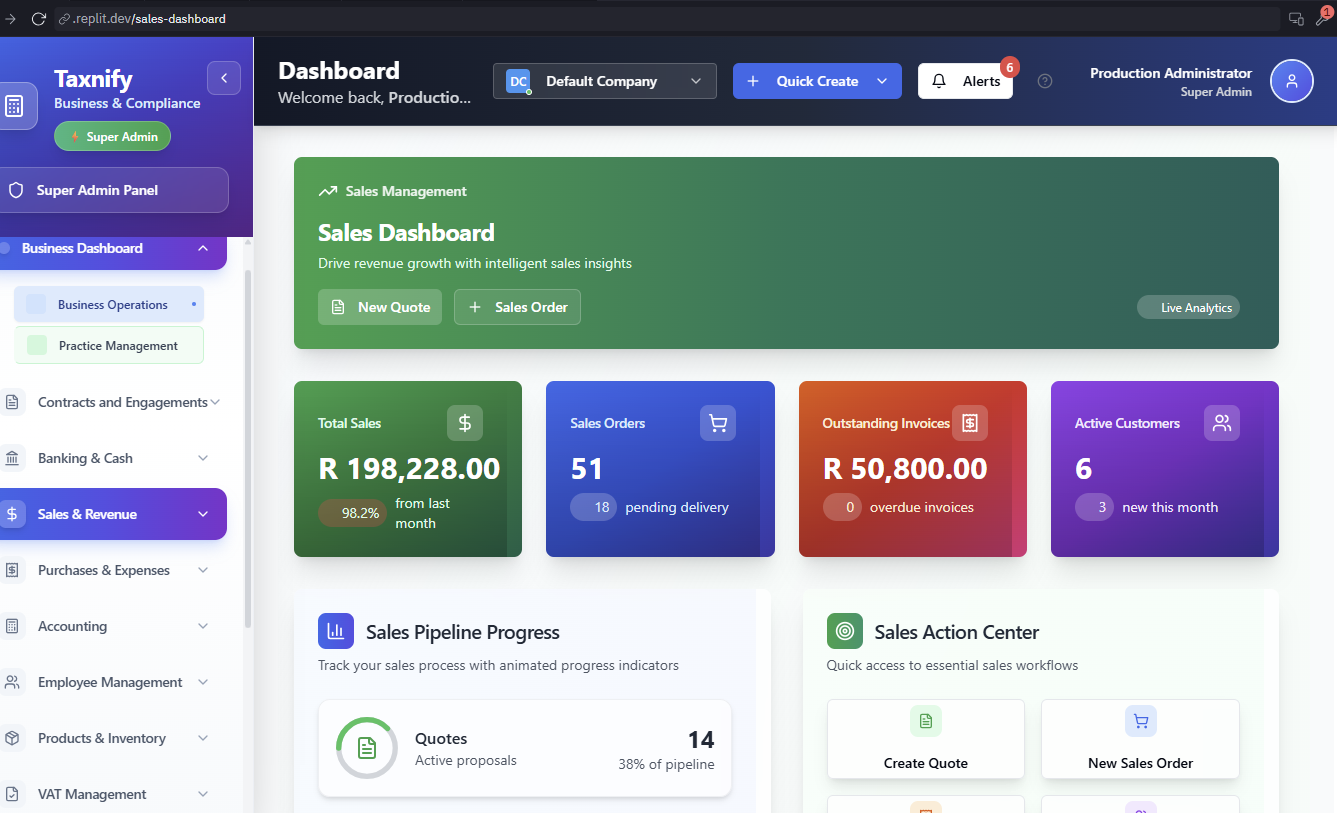 .replit.dev/sales-dashboard
1
Taxnify
Business & Compliance
Super Admin
Super Admin Panel
Business Dashboard
Business Operations
Practice Management
Contracts and Engagements
Banking & Cash
Sales & Revenue
Purchases & Expenses
Accounting
Employee Management
Products & Inventory
VAT Management
Dashboard
Welcome back, Productio...
DC Default Company
Quick Create
Alerts 6
Production Administrator
Super Admin
Sales Management
Sales Dashboard
Drive revenue growth with intelligent sales insights
New Quote
Sales Order
Live Analytics
Total Sales
R 198,228.00
98.2% from last
month
Sales Orders
51
18 pending delivery
Outstanding Invoices
R 50,800.00
0 overdue invoices
Active Customers
6
3 new this month
Sales Pipeline Progress
Track your sales process with animated progress indicators
Quotes
Active proposals
14
38% of pipeline
Sales Action Center
Quick access to essential sales workflows
Create Quote
New Sales Order